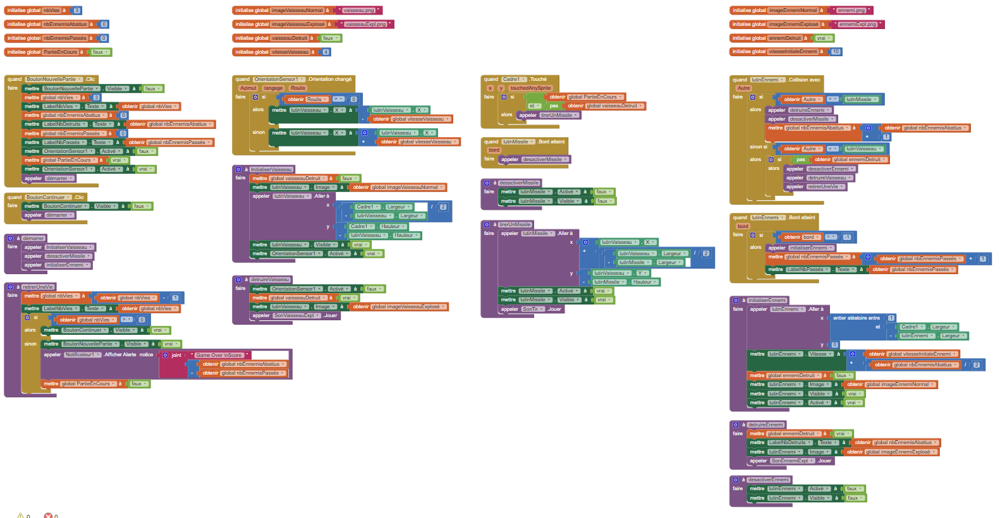 initialise global nbVies à 3
initialise global nbEnnemisAbattus à 0
initialise global nbEnnemisPassés à 0
initialise global PartieEnCours à faux
quand BoutonNouvellePartie .Clic
faire mettre BoutonNouvellePartie . Visible à faux
mettre global nbVies à 3
mettre LabelNbVies . Texte à obtenir global nbVies
mettre global nbEnnemisAbattus à 0
mettre LabelNbDetruits . Texte à obtenir global nbEnnemisAbattus
mettre global nbEnnemisPassés à 0
mettre LabelNbPassés . Texte à obtenir global nbEnnemisPassés
mettre OrientationSensor1 . Activé à faux
mettre global PartieEnCours à vrai
mettre OrientationSensor1 . Activé à vrai
appeler démarrer
quand BoutonContinuer .Clic
faire mettre BoutonContinuer . Visible à faux
appeler démarrer
à démarrer
faire appeler InitialiserVaisseau
appeler desactiverMissile
appeler initialiserEnnemi
à retirerUneVie
faire mettre global nbVies à obtenir global nbVies - 1
mettre LabelNbVies . Texte à obtenir global nbVies
si obtenir global nbVies > 0
alors mettre BoutonContinuer . Visible à vrai
sinon mettre BoutonNouvellePartie . Visible à vrai
appeler Notificateur1 .Afficher Alerte notice joint " Game Over \nScore "
obtenir global nbEnnemisAbattus
- obtenir global nbEnnemisPassés
mettre global PartieEnCours à faux
0 0
initialise global imageVaisseauNormal à " vaisseau.png "
initialise global imageVaisseauExplosé à " vaisseauExpl.png "
initialise global vaisseauDetruit à faux
initialise global vitesseVaisseau à 4
quand OrientationSensor1 .Orientation changé
Azimut tangage Roulis
faire si obtenir Roulis > 0
alors mettre lutinVaisseau . X à lutinVaisseau . X
- obtenir global vitesseVaisseau
sinon mettre lutinVaisseau . X à lutinVaisseau . X
+ obtenir global vitesseVaisseau
à InitialiserVaisseau
faire mettre global vaisseauDetruit à faux
mettre lutinVaisseau . Image à obtenir global imageVaisseauNormal
appeler lutinVaisseau .Aller à
x Cadre1 . Largeur / 2
- lutinVaisseau . Largeur
y Cadre1 . Hauteur
- lutinVaisseau . Hauteur
mettre lutinVaisseau . Visible à vrai
mettre OrientationSensor1 . Activé à vrai
à detruireVaisseau
faire mettre OrientationSensor1 . Activé à faux
mettre global vaisseauDetruit à vrai
mettre lutinVaisseau . Image à obtenir global imageVaisseauExplosé
appeler SonVaisseauExpl .Jouer
quand Cadre1 .Touché
x y touchedAnySprite
faire si obtenir global PartieEnCours
et pas obtenir global vaisseauDetruit
alors appeler tirerUnMissile
quand lutinMissile .Bord atteint
bord
faire appeler desactiverMissile
à desactiverMissile
faire mettre lutinMissile . Activé à faux
mettre lutinMissile . Visible à faux
à tirerUnMissile
faire appeler lutinMissile .Aller à
x lutinVaisseau . X
+ lutinVaisseau . Largeur / 2
- lutinMissile . Largeur
y lutinVaisseau . Y
- lutinMissile . Hauteur
mettre lutinMissile . Activé à vrai
mettre lutinMissile . Visible à vrai
appeler SonTir .Jouer
initialise global imageEnnemiNormal à " ennemi.png "
initialise global imageEnnemiExplosé à " ennemiExpl.png "
initialise global ennemiDetruit à vrai
initialise global vitesseInitialeEnnemi à 10
quand lutinEnnemi .Collision avec
Autre
faire si obtenir Autre = lutinMissile
alors appeler detruireEnnemi
appeler desactiverMissile
mettre global nbEnnemisAbattus à obtenir global nbEnnemisAbattus
+ 1
sinon si obtenir Autre = lutinVaisseau
alors si pas obtenir global ennemiDetruit
alors appeler desactiverEnnemi
appeler detruireVaisseau
appeler retirerUneVie
quand lutinEnnemi .Bord atteint
bord
faire si obtenir bord = -1
alors appeler initialiserEnnemi
mettre global nbEnnemisPassés à obtenir global nbEnnemisPassés + 1
mettre LabelNbPassés . Texte à obtenir global nbEnnemisPassés
à initialiserEnnemi
faire appeler lutinEnnemi .Aller à
x entier aléatoire entre 1
et Cadre1 . Largeur
- lutinEnnemi . Largeur
y 0
mettre lutinEnnemi . Vitesse à obtenir global vitesseInitialeEnnemi
+ obtenir global nbEnnemisAbattus / 2
mettre global ennemiDetruit à faux
mettre lutinEnnemi . Image à obtenir global imageEnnemiNormal
mettre lutinEnnemi . Visible à vrai
mettre lutinEnnemi . Activé à vrai
à detruireEnnemi
faire mettre global ennemiDetruit à vrai
mettre LabelNbDetruits . Texte à obtenir global nbEnnemisAbattus
mettre lutinEnnemi . Image à obtenir global imageEnnemiExplosé
appeler SonEnnemiExpl .Jouer
à desactiverEnnemi
faire mettre lutinEnnemi . Activé à faux
mettre lutinEnnemi . Visible à faux